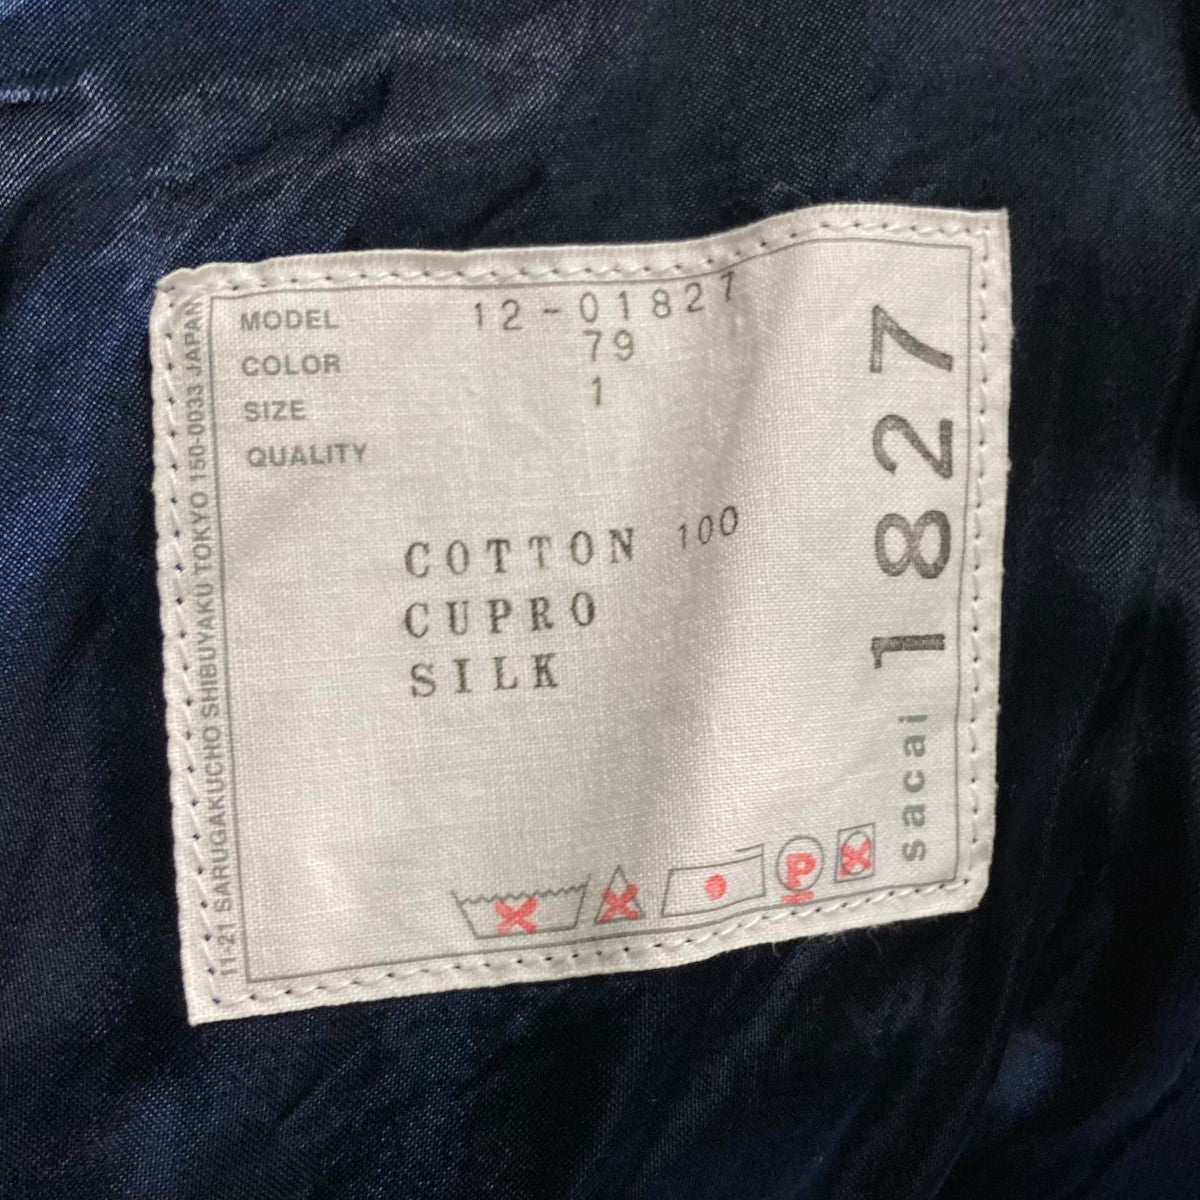 MODEL 12-01827
COLOR 79
SIZE 1
QUALITY
COTTON 100
CUPRO
SILK
P
sacai 1827
11-21 SARUGAKUCHO SHIBUYAKU TOKYO 150-0033 JAPAN